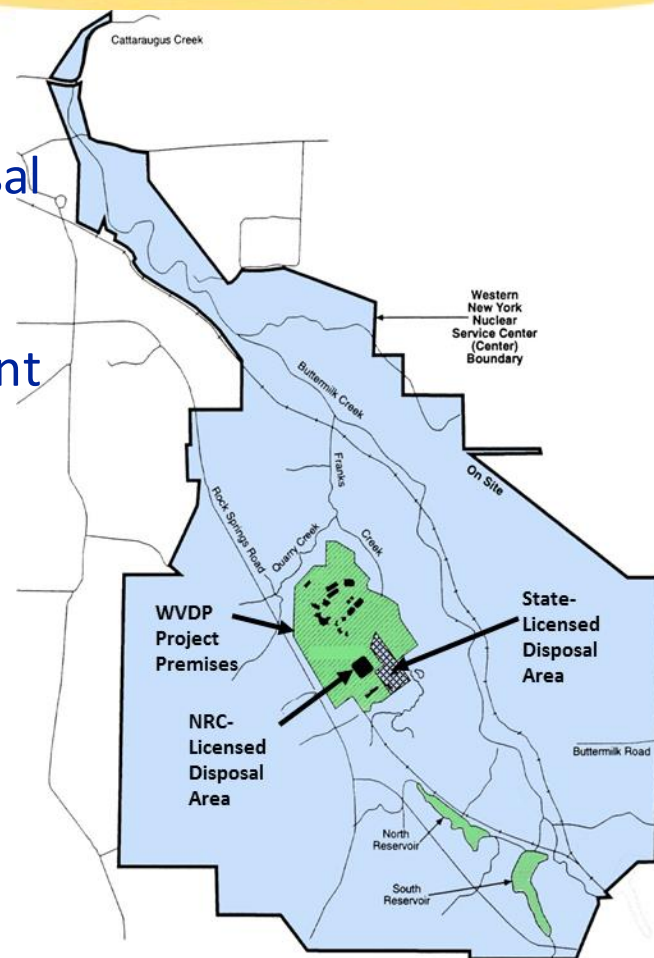 Cattaraugus Creek
sal
nt
Western
New York
Nuclear
Service Center
(Center)
Boundary
Buttermilk Creek
On Site
Franks
Creek
Rock Springs Road
Quarry Creek
WVDP
Project
Premises
State-
Licensed
Disposal
Area
NRC-
Licensed
Disposal
Area
Buttermilk Road
North
Reservoir
South
Reservoir